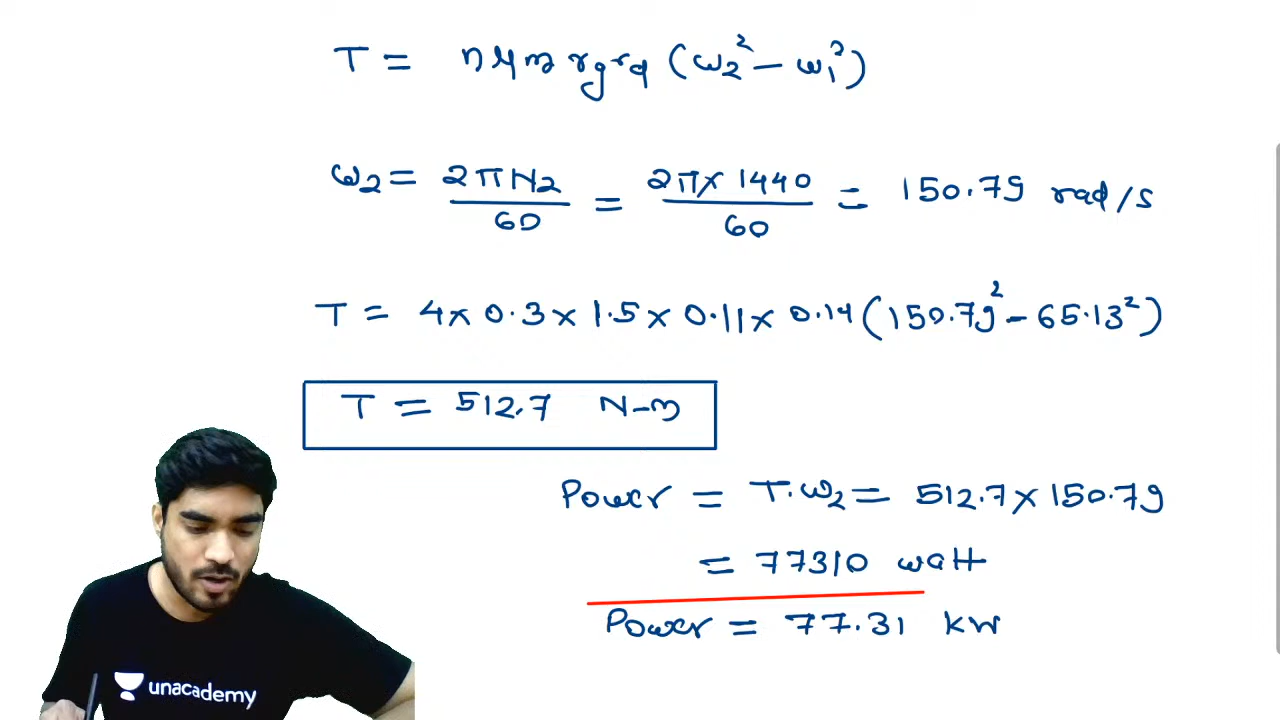 T = nμm rg rd (ω2² - ω1²)
ω2 = 2πN2/60 = 2π×1440/60 = 150.79 rad/s
T = 4× 0.3× 1.5× 0.11× 0.14 (150.79² - 65.13²)
T = 512.7 N-m
Power = T.ω2 = 512.7×150.79
= 77310 watt
Power = 77.31 kW
unacademy